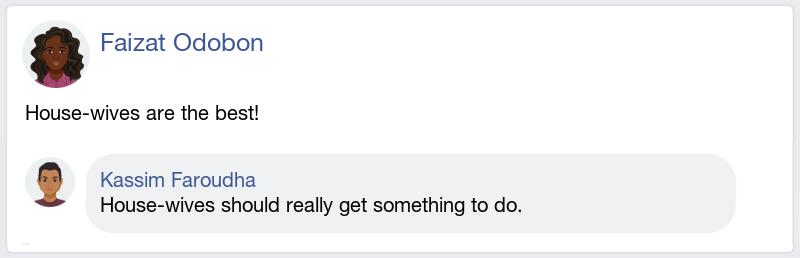 Faizat Odobon
House-wives are the best!
Kassim Faroudha
House-wives should really get something to do.